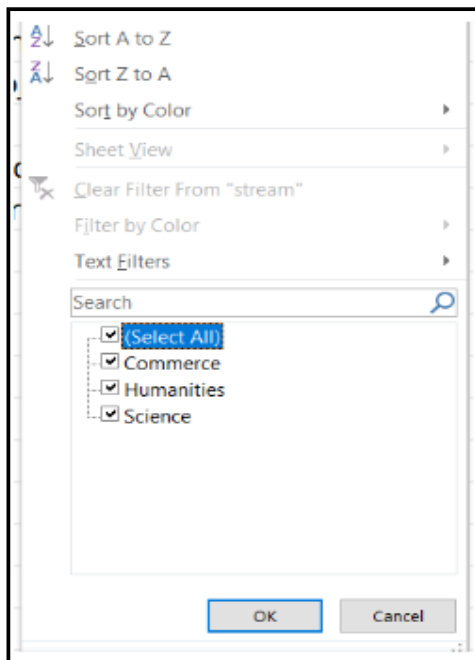 Sort A to Z
Sort Z to A
Sort by Color
Sheet View
Clear Filter From "stream"
Filter by Color
Text Filters
Search
(Select All)
Commerce
Humanities
Science
OK Cancel